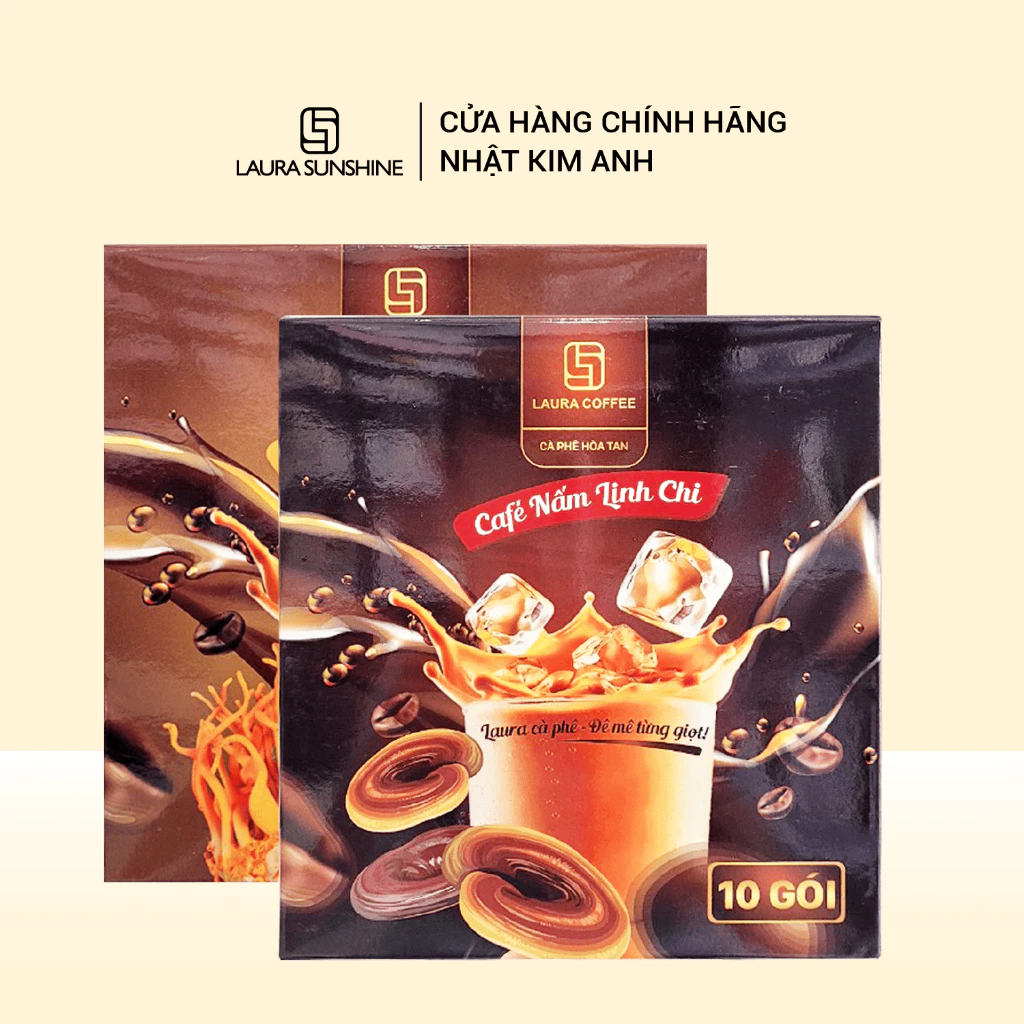 LAURA SUNSHINE
CỬA HÀNG CHÍNH HÃNG
NHẬT KIM ANH
LAURA COFFEE
CÀ PHÊ HÒA TAN
Café Nấm Linh Chi
Laura cà phê - Đê mê từng giọt!
10 GÓI